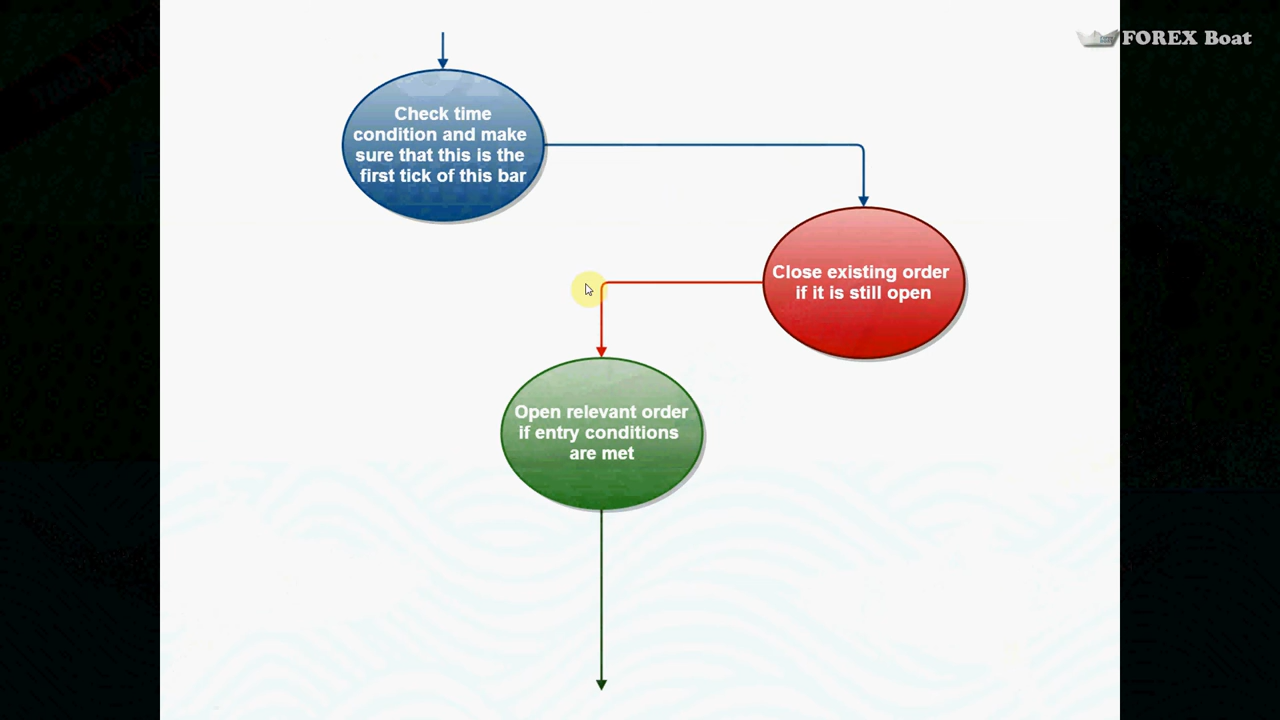 FOREX Boat
Check time
condition and make
sure that this is the
first tick of this bar
Close existing order
if it is still open
Open relevant order
if entry conditions
are met